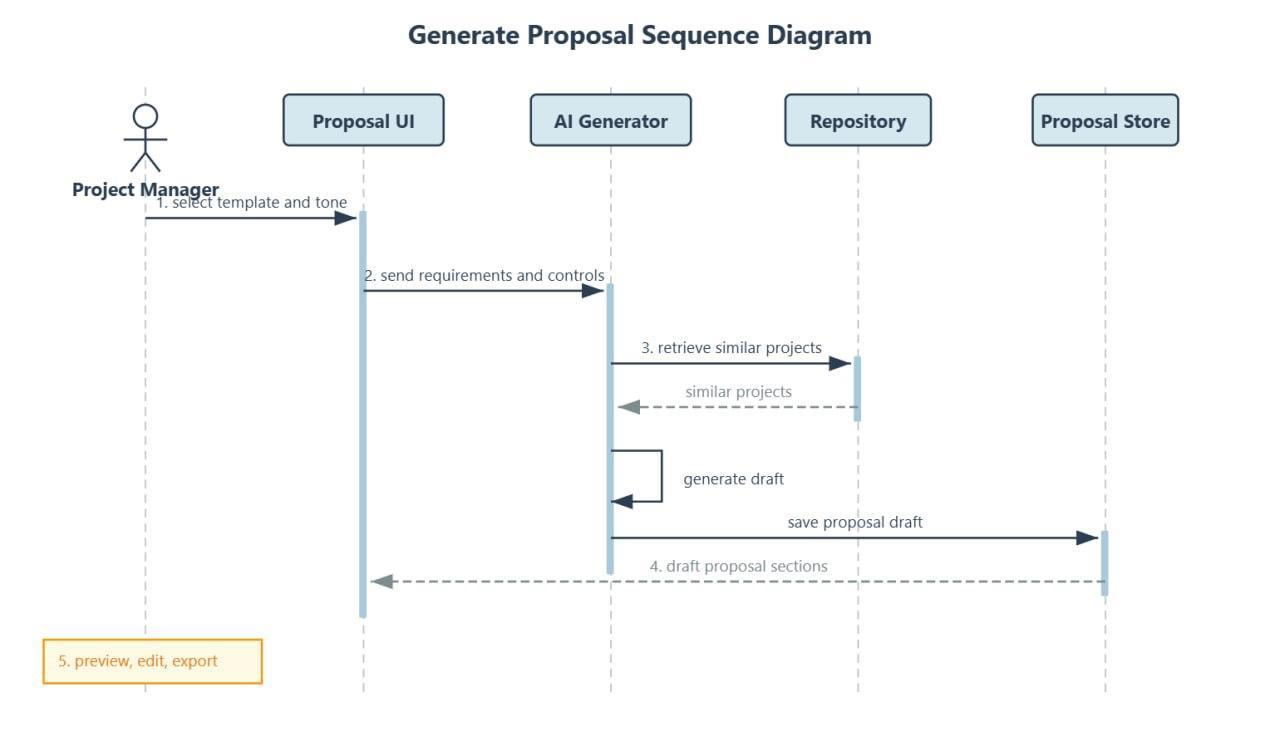 Generate Proposal Sequence Diagram
Proposal UI
AI Generator
Repository
Proposal Store
Project Manager
1. select template and tone
2. send requirements and controls
3. retrieve similar projects
similar projects
generate draft
save proposal draft
4. draft proposal sections
5. preview, edit, export